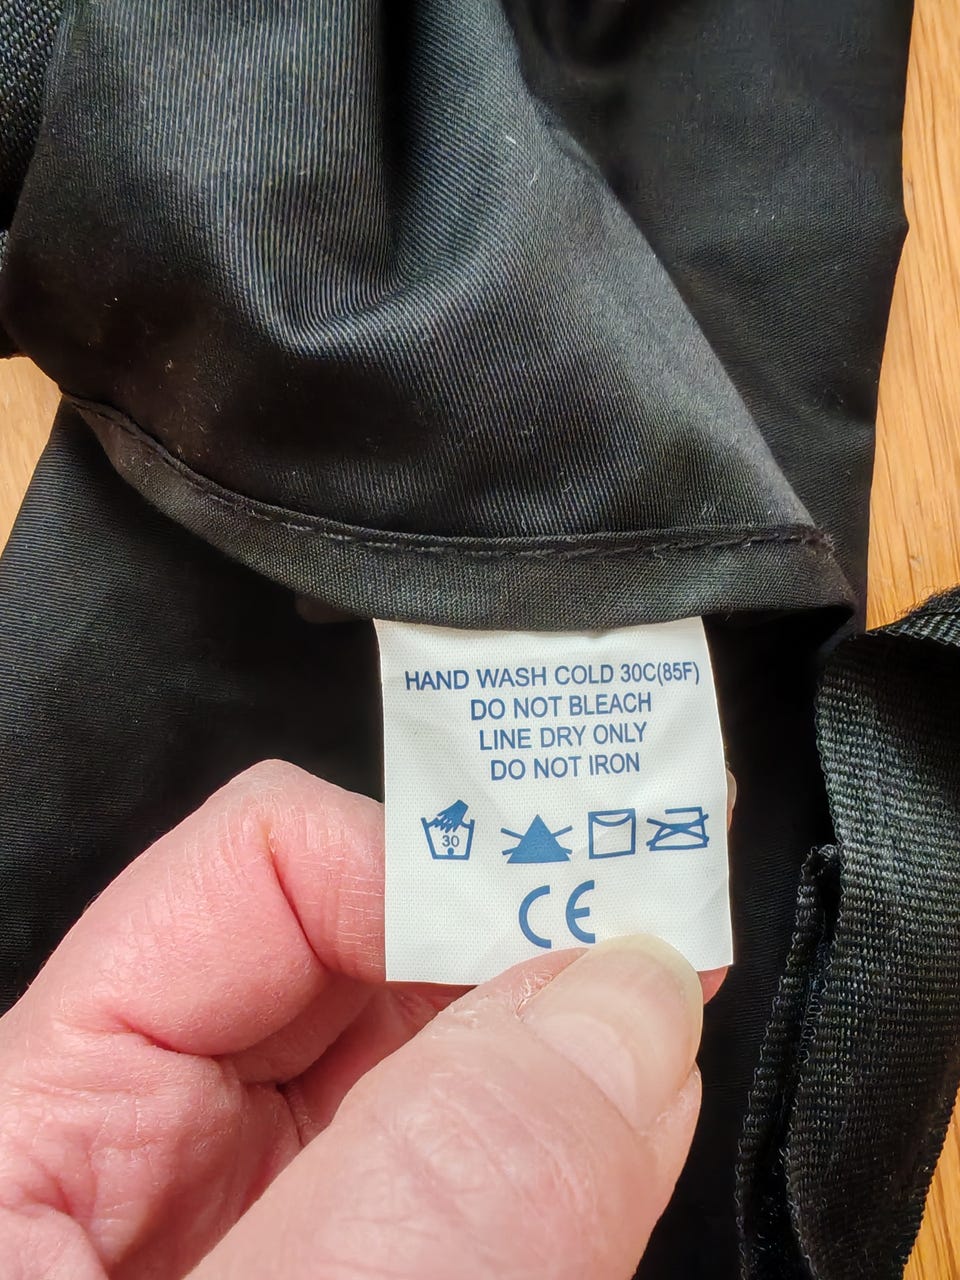 HAND WASH COLD 30C(85F)
DO NOT BLEACH
LINE DRY ONLY
DO NOT IRON
30
CE